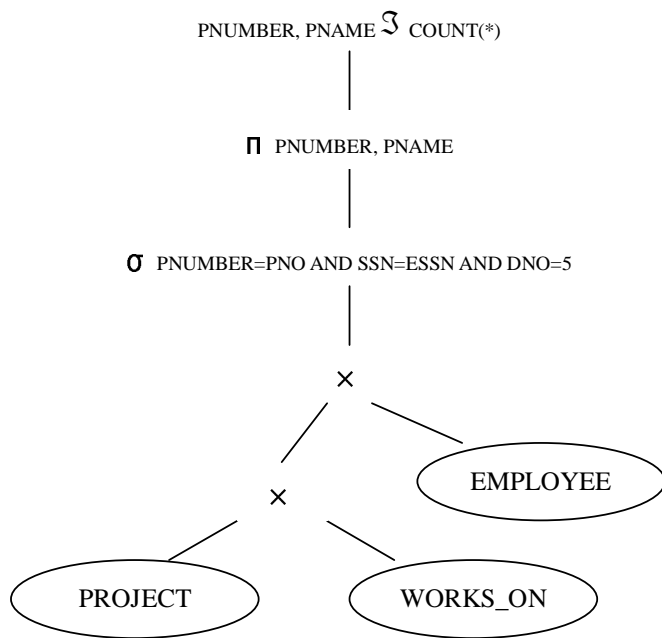 PNUMBER, PNAME ℑ COUNT(*)
Π PNUMBER, PNAME
σ PNUMBER=PNO AND SSN=ESSN AND DNO=5
×
EMPLOYEE
×
PROJECT WORKS_ON